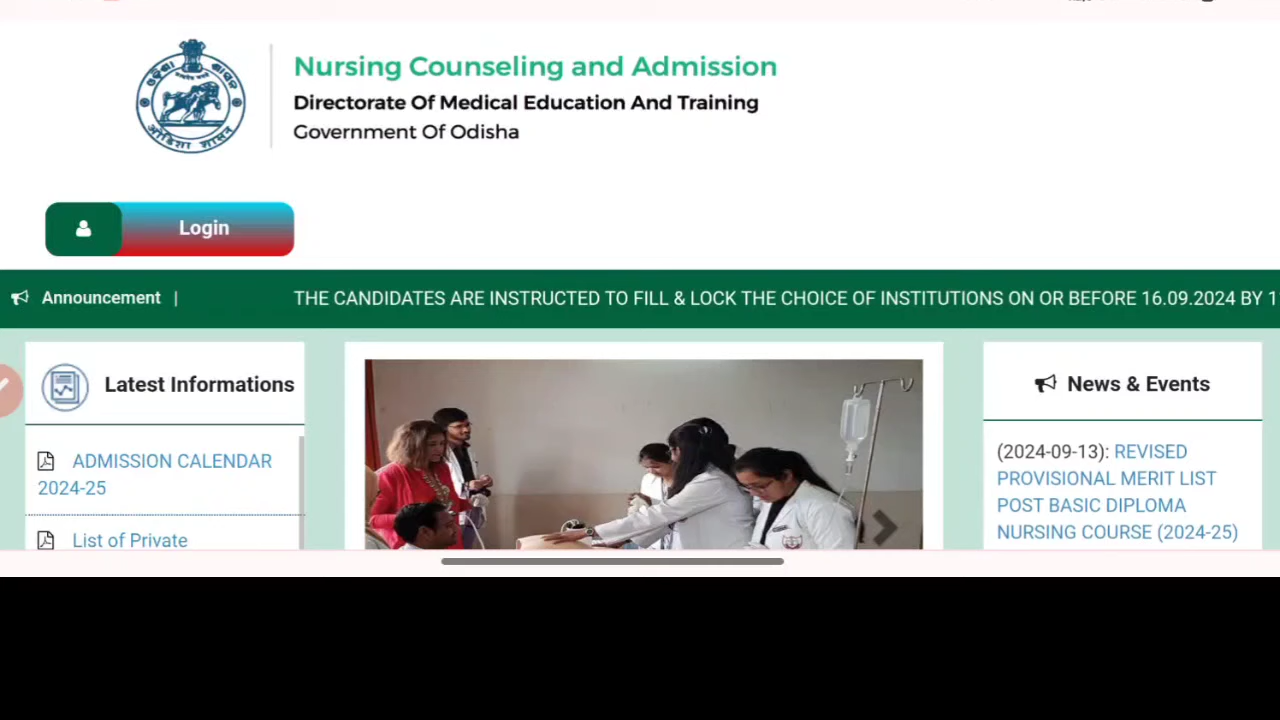 Nursing Counseling and Admission
Directorate Of Medical Education And Training
Government Of Odisha
Login
Announcement |
THE CANDIDATES ARE INSTRUCTED TO FILL & LOCK THE CHOICE OF INSTITUTIONS ON OR BEFORE 16.09.2024 BY 1
Latest Informations
ADMISSION CALENDAR
2024-25
List of Private
News & Events
(2024-09-13): REVISED
PROVISIONAL MERIT LIST
POST BASIC DIPLOMA
NURSING COURSE (2024-25)